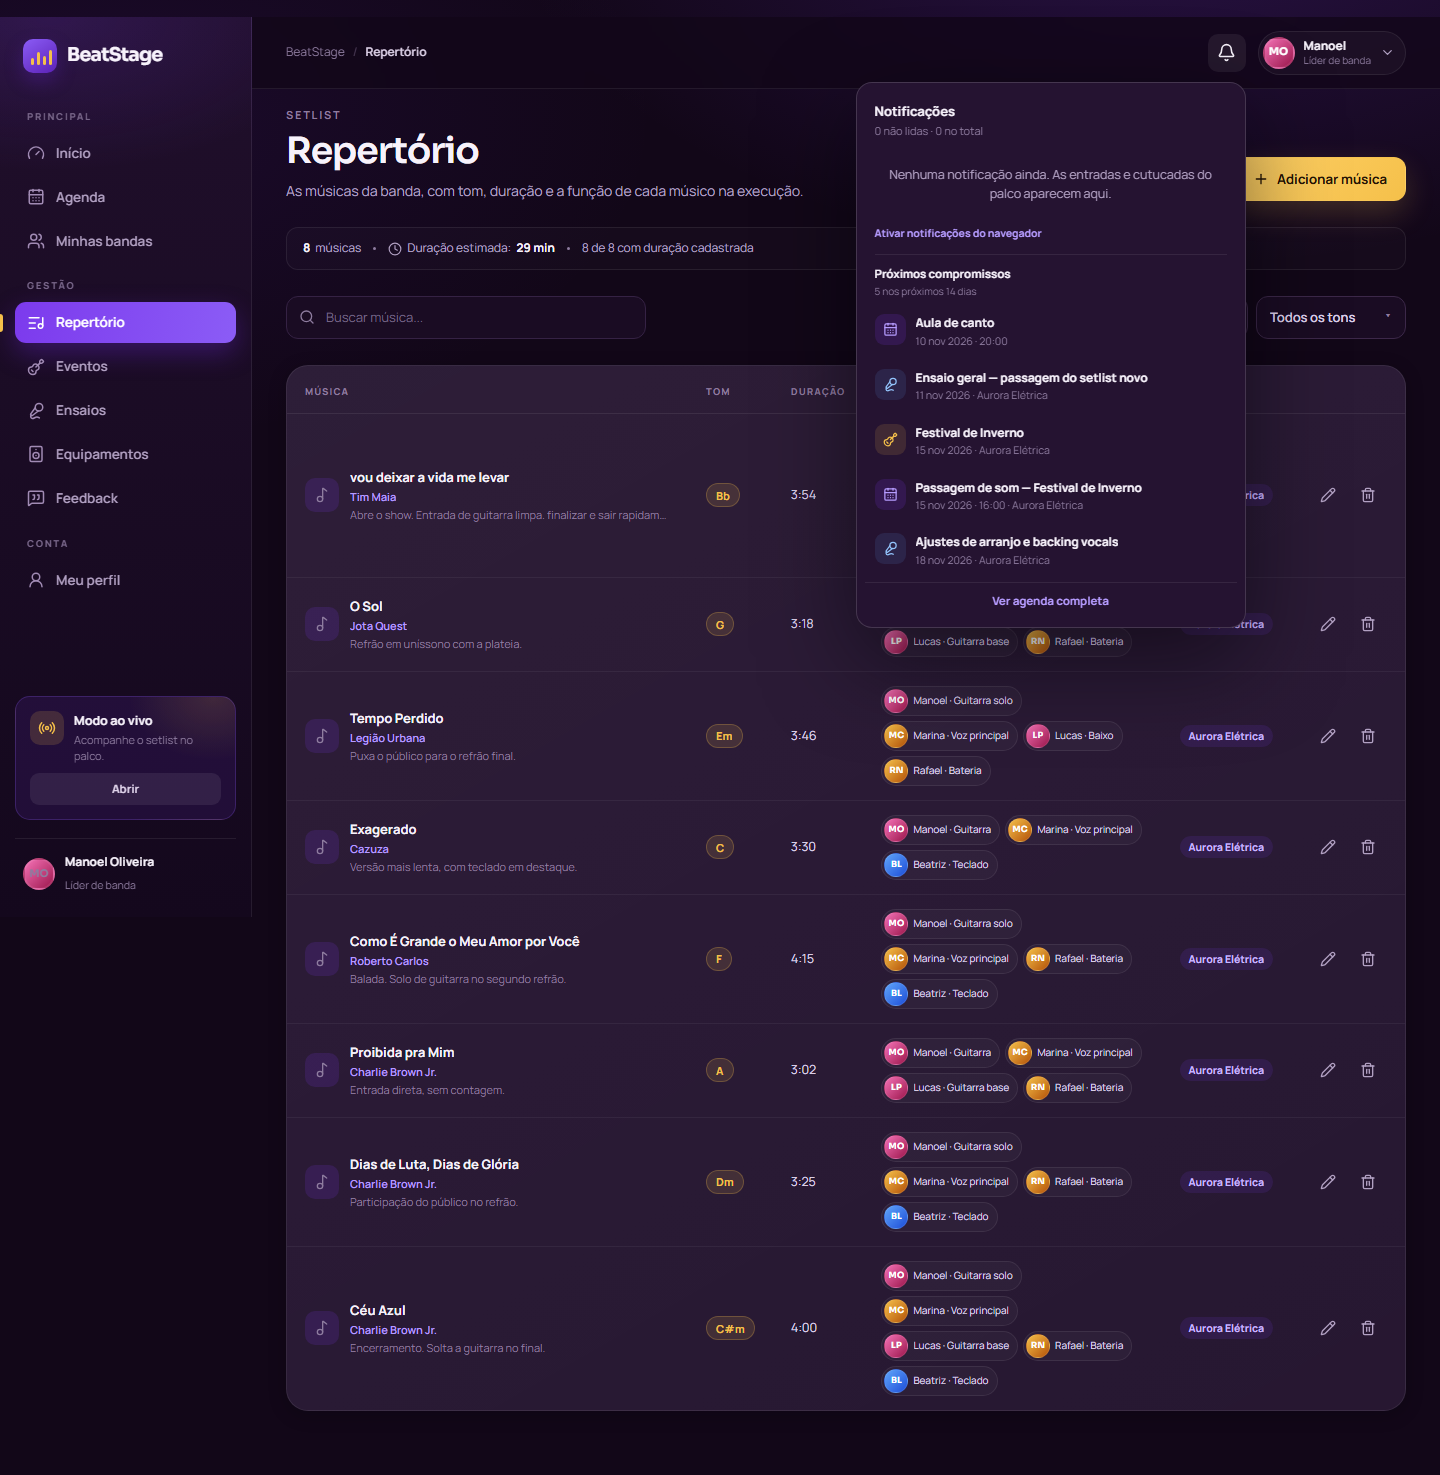 BeatStage
PRINCIPAL
Início
Agenda
Minhas bandas
GESTÃO
Repertório
Eventos
Ensaios
Equipamentos
Feedback
CONTA
Meu perfil
Modo ao vivo
Acompanhe o setlist no
palco.
Abrir
MO
Manoel Oliveira
Líder de banda
BeatStage / Repertório
MO
Manoel
Líder de banda
SETLIST
Repertório
As músicas da banda, com tom, duração e a função de cada músico na execução.
+ Adicionar música
8 músicas • Duração estimada: 29 min • 8 de 8 com duração cadastrada
Buscar música...
Todos os tons
Notificações
0 não lidas · 0 no total
Nenhuma notificação ainda. As entradas e cutucadas do
palco aparecem aqui.
Ativar notificações do navegador
Próximos compromissos
5 nos próximos 14 dias
Aula de canto
10 nov 2026 · 20:00
Ensaio geral — passagem do setlist novo
11 nov 2026 · Aurora Elétrica
Festival de Inverno
15 nov 2026 · Aurora Elétrica
Passagem de som — Festival de Inverno
15 nov 2026 · 16:00 · Aurora Elétrica
Ajustes de arranjo e backing vocals
18 nov 2026 · Aurora Elétrica
Ver agenda completa
MÚSICA TOM DURAÇÃO
vou deixar a vida me levar
Tim Maia
Abre o show. Entrada de guitarra limpa. finalizar e sair rapidam...
Bb
3:54
rica
O Sol
Jota Quest
Refrão em uníssono com a plateia.
G
3:18
LP Lucas · Guitarra base RN Rafael · Bateria
trica
Tempo Perdido
Legião Urbana
Puxa o público para o refrão final.
Em
3:46
MO Manoel · Guitarra solo
MC Marina · Voz principal LP Lucas · Baixo
RN Rafael · Bateria
Aurora Elétrica
Exagerado
Cazuza
Versão mais lenta, com teclado em destaque.
C
3:30
MO Manoel · Guitarra MC Marina · Voz principal
BL Beatriz · Teclado
Aurora Elétrica
Como É Grande o Meu Amor por Você
Roberto Carlos
Balada. Solo de guitarra no segundo refrão.
F
4:15
MO Manoel · Guitarra solo
MC Marina · Voz principal RN Rafael · Bateria
BL Beatriz · Teclado
Aurora Elétrica
Proibida pra Mim
Charlie Brown Jr.
Entrada direta, sem contagem.
A
3:02
MO Manoel · Guitarra MC Marina · Voz principal
LP Lucas · Guitarra base RN Rafael · Bateria
Aurora Elétrica
Dias de Luta, Dias de Glória
Charlie Brown Jr.
Participação do público no refrão.
Dm
3:25
MO Manoel · Guitarra solo
MC Marina · Voz principal RN Rafael · Bateria
BL Beatriz · Teclado
Aurora Elétrica
Céu Azul
Charlie Brown Jr.
Encerramento. Solta a guitarra no final.
C#m
4:00
MO Manoel · Guitarra solo
MC Marina · Voz principal
LP Lucas · Guitarra base RN Rafael · Bateria
BL Beatriz · Teclado
Aurora Elétrica